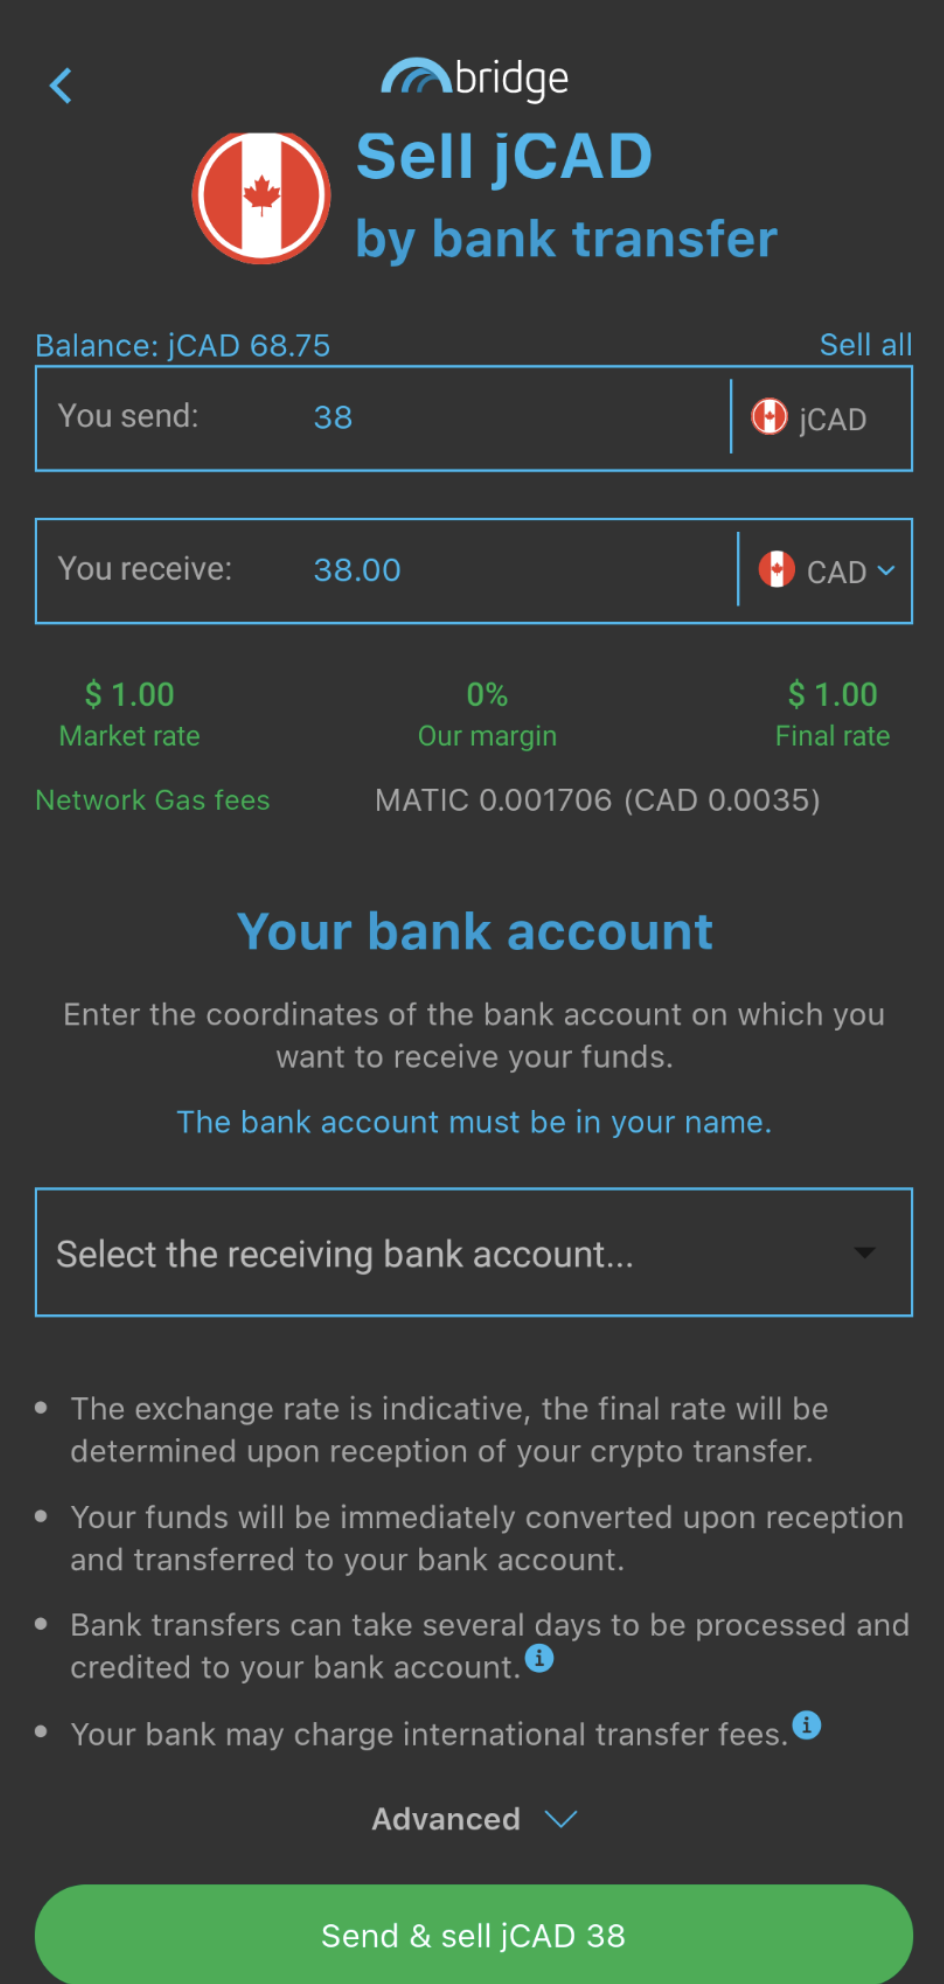 bridge
Sell jCAD
by bank transfer
Balance: jCAD 68.75
Sell all
You send: 38 jCAD
You receive: 38.00 CAD
$ 1.00 0% $ 1.00
Market rate Our margin Final rate
Network Gas fees MATIC 0.001706 (CAD 0.0035)
Your bank account
Enter the coordinates of the bank account on which you
want to receive your funds.
The bank account must be in your name.
Select the receiving bank account...
• The exchange rate is indicative, the final rate will be
determined upon reception of your crypto transfer.
• Your funds will be immediately converted upon reception
and transferred to your bank account.
• Bank transfers can take several days to be processed and
credited to your bank account. i
• Your bank may charge international transfer fees. i
Advanced
Send & sell jCAD 38